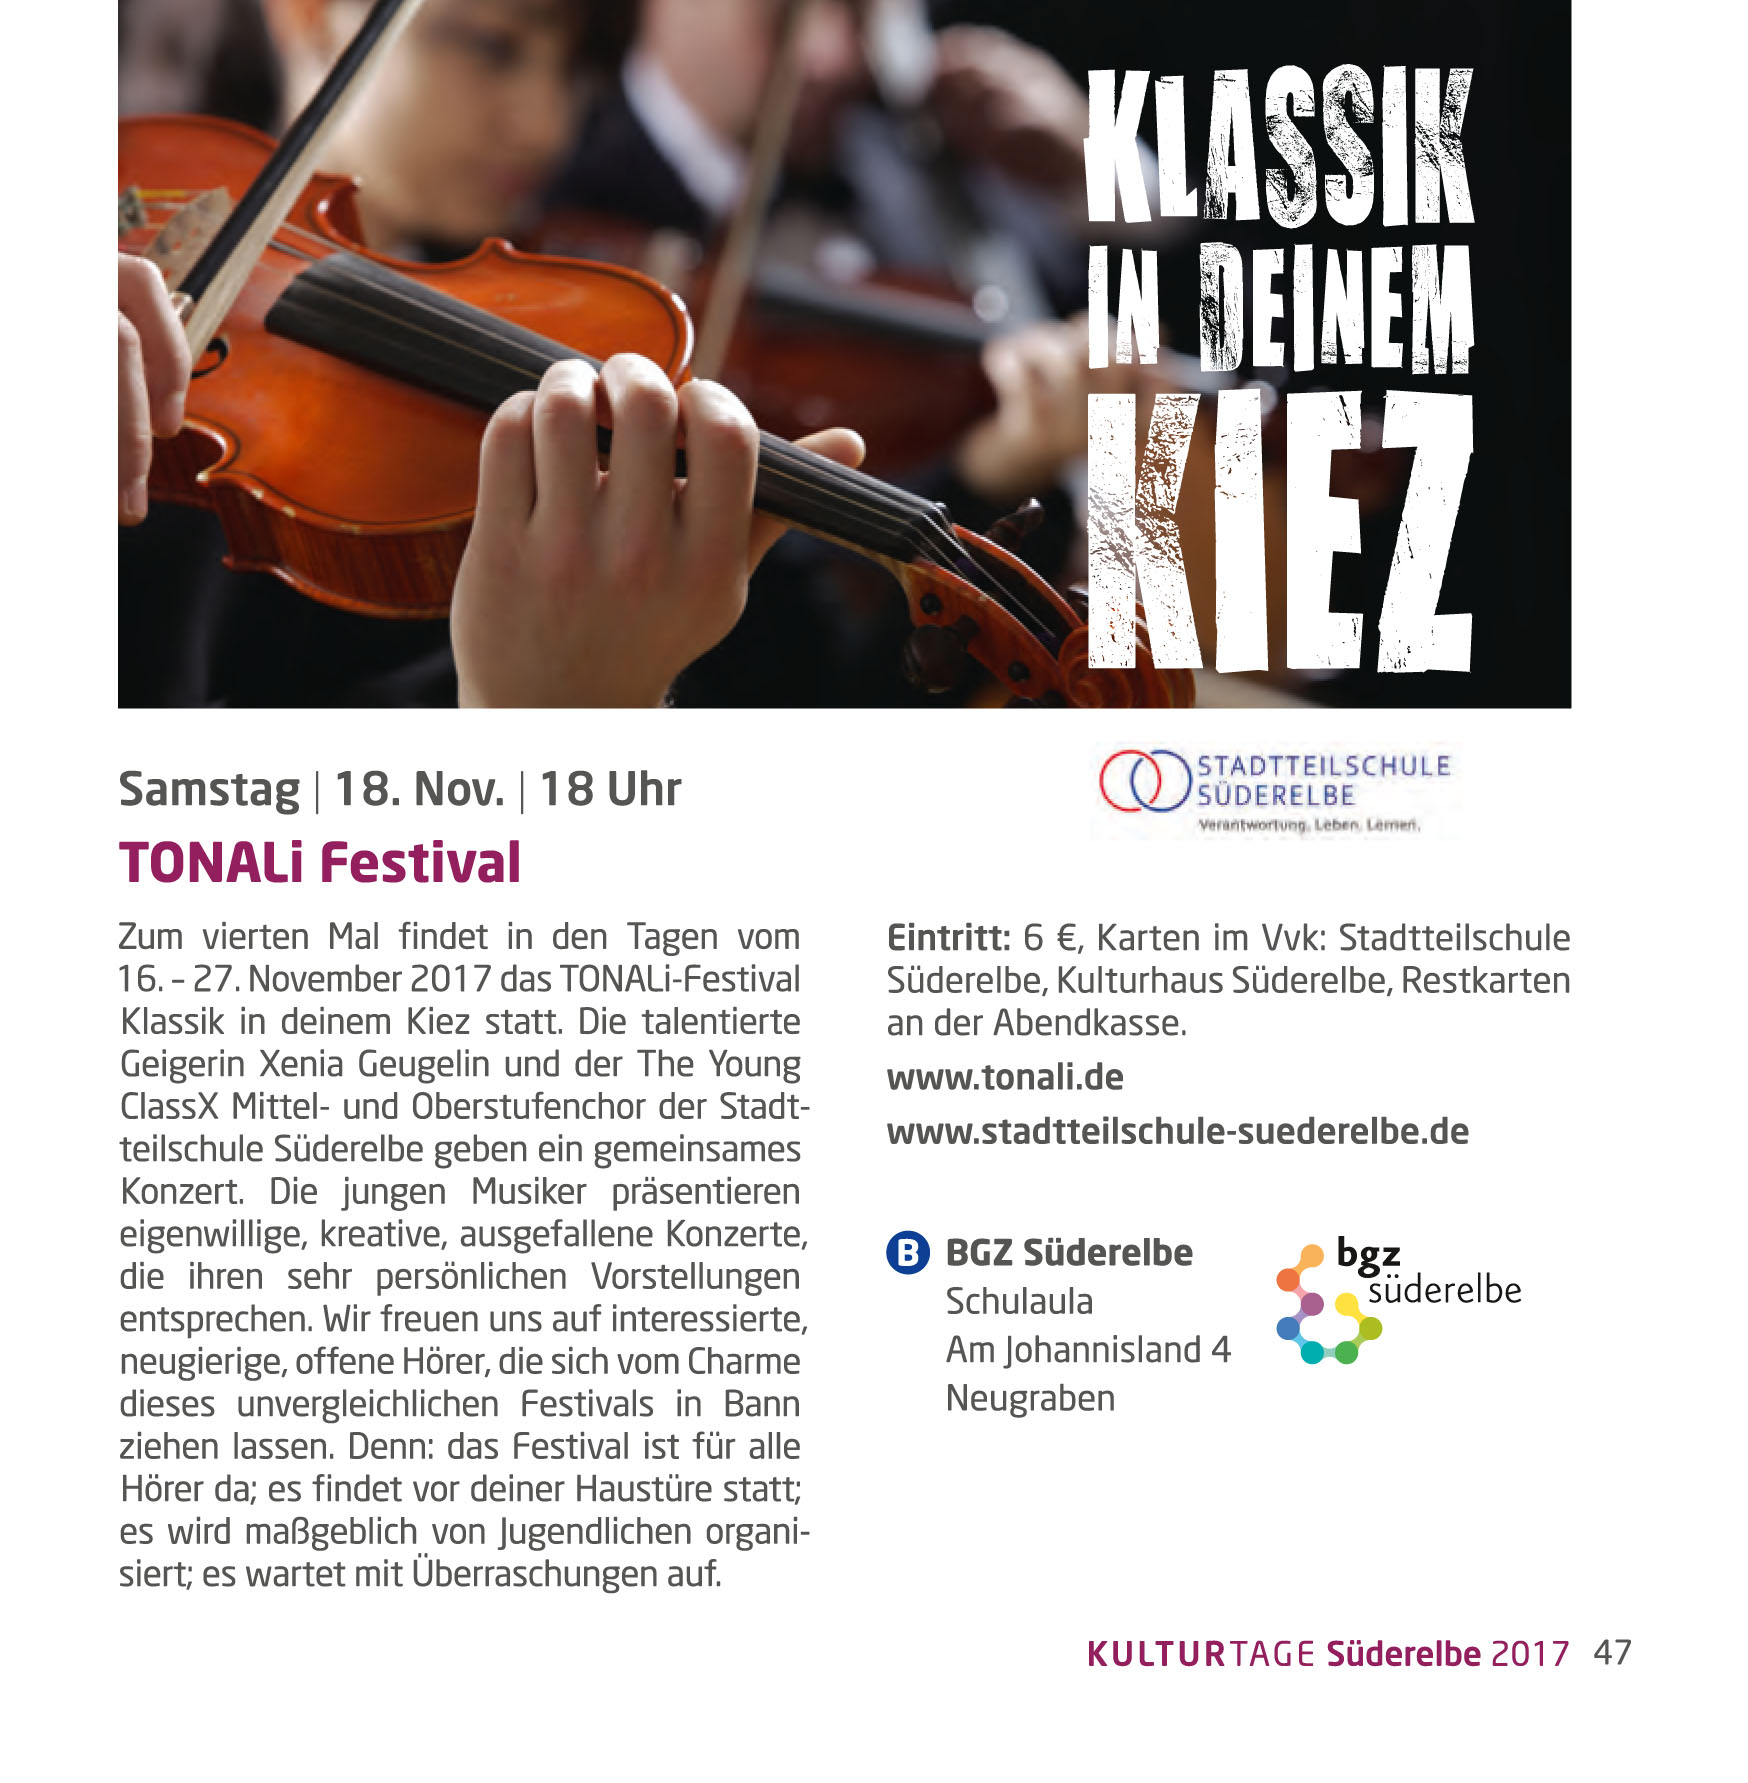 KLASSIK
IN DEINEM
KIEZ
Samstag | 18. Nov. | 18 Uhr
TONALi Festival
Zum vierten Mal findet in den Tagen vom
16. – 27. November 2017 das TONALi-Festival
Klassik in deinem Kiez statt. Die talentierte
Geigerin Xenia Geugelin und der The Young
ClassX Mittel- und Oberstufenchor der Stadt-
teilschule Süderelbe geben ein gemeinsames
Konzert. Die jungen Musiker präsentieren
eigenwillige, kreative, ausgefallene Konzerte,
die ihren sehr persönlichen Vorstellungen
entsprechen. Wir freuen uns auf interessierte,
neugierige, offene Hörer, die sich vom Charme
dieses unvergleichlichen Festivals in Bann
ziehen lassen. Denn: das Festival ist für alle
Hörer da; es findet vor deiner Haustüre statt;
es wird maßgeblich von Jugendlichen organi-
siert; es wartet mit Überraschungen auf.
STADTTEILSCHULE
SÜDERELBE
Verantwortung. Leben. Lernen.
Eintritt: 6 €, Karten im Vvk: Stadtteilschule
Süderelbe, Kulturhaus Süderelbe, Restkarten
an der Abendkasse.
www.tonali.de
www.stadtteilschule-suederelbe.de
B BGZ Süderelbe
Schulaula
Am Johannisland 4
Neugraben
bgz
süderelbe
KULTURTAGE Süderelbe 2017 47